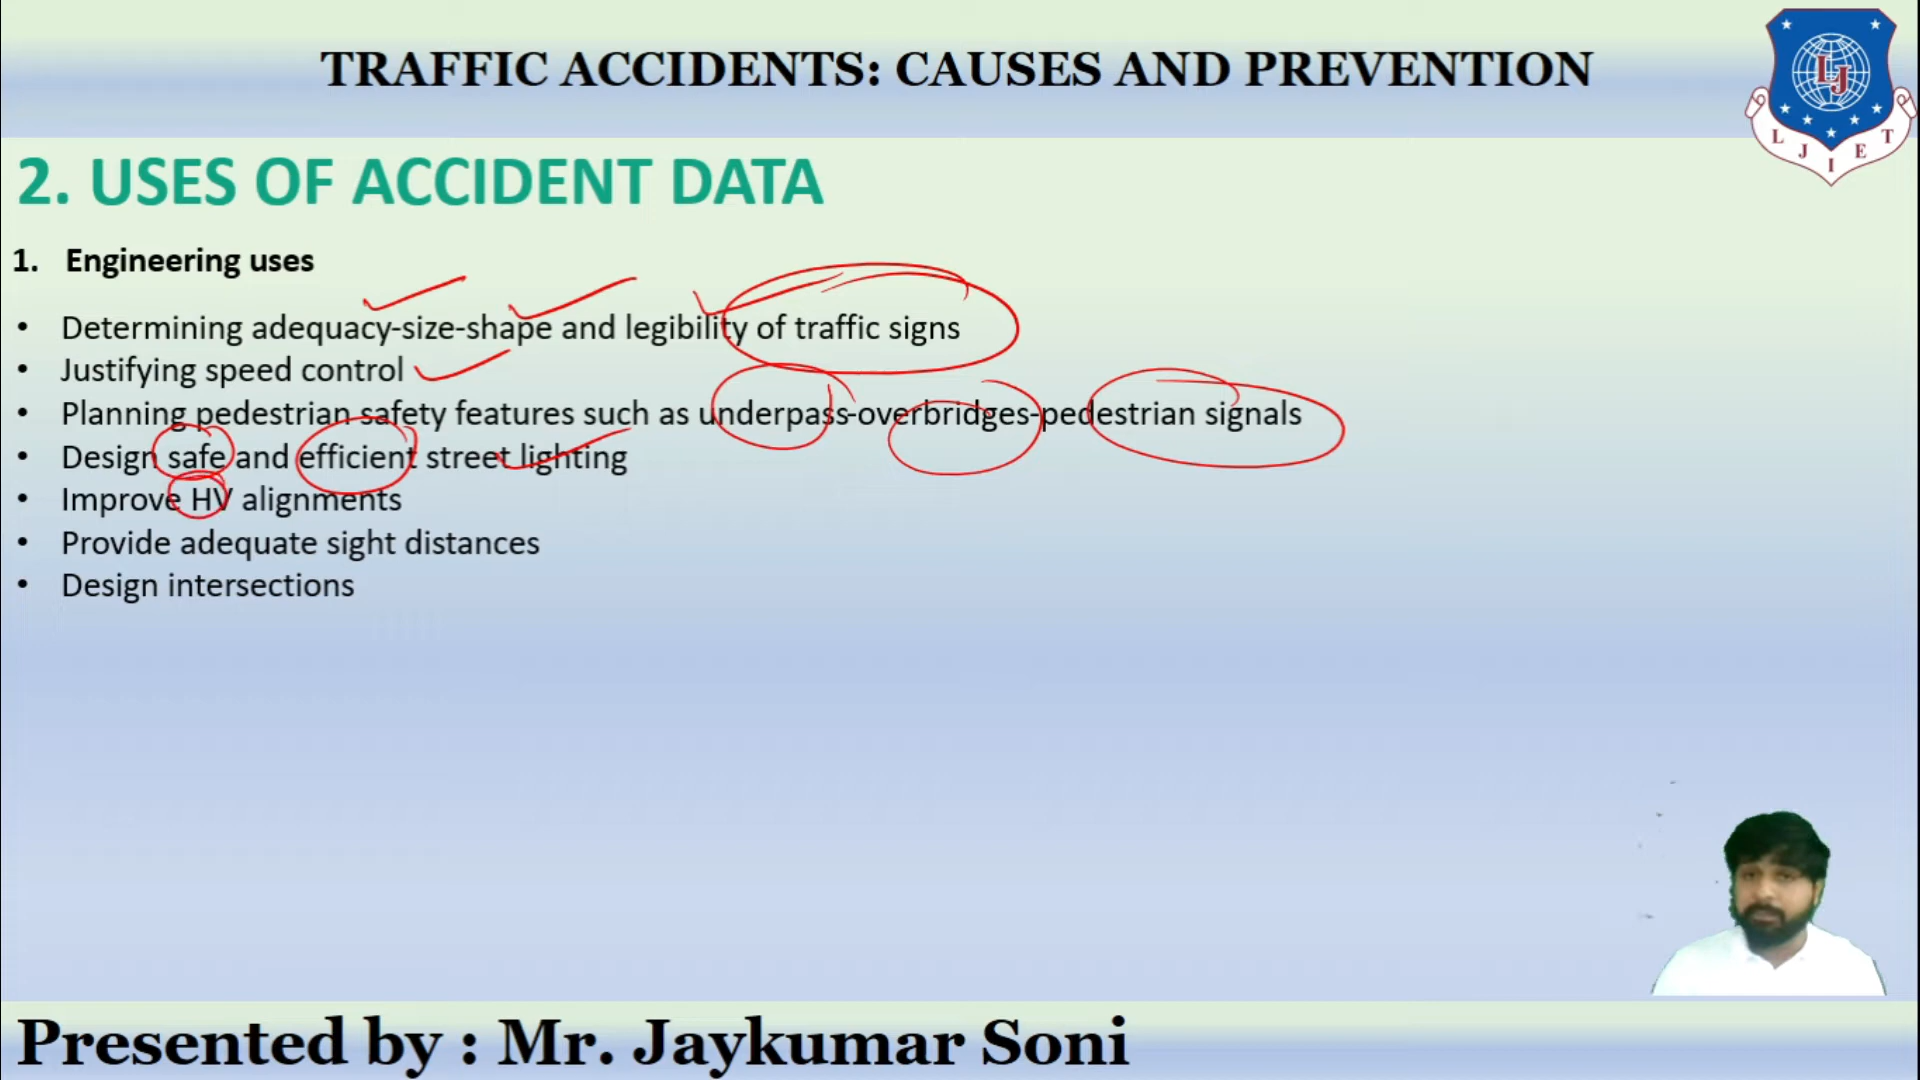 TRAFFIC ACCIDENTS: CAUSES AND PREVENTION
LJ
L J I E T
2. USES OF ACCIDENT DATA
1. Engineering uses
• Determining adequacy-size-shape and legibility of traffic signs
• Justifying speed control
• Planning pedestrian safety features such as underpass-overbridges-pedestrian signals
• Design safe and efficient street lighting
• Improve HV alignments
• Provide adequate sight distances
• Design intersections
Presented by : Mr. Jaykumar Soni